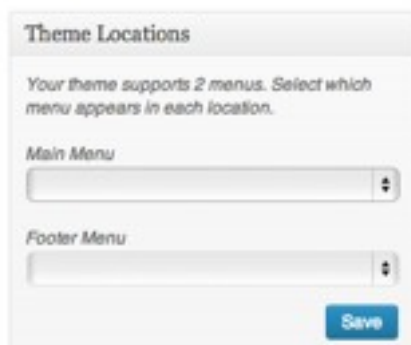 Theme Locations
Your theme supports 2 menus. Select which
menu appears in each location.
Main Menu
Footer Menu
Save